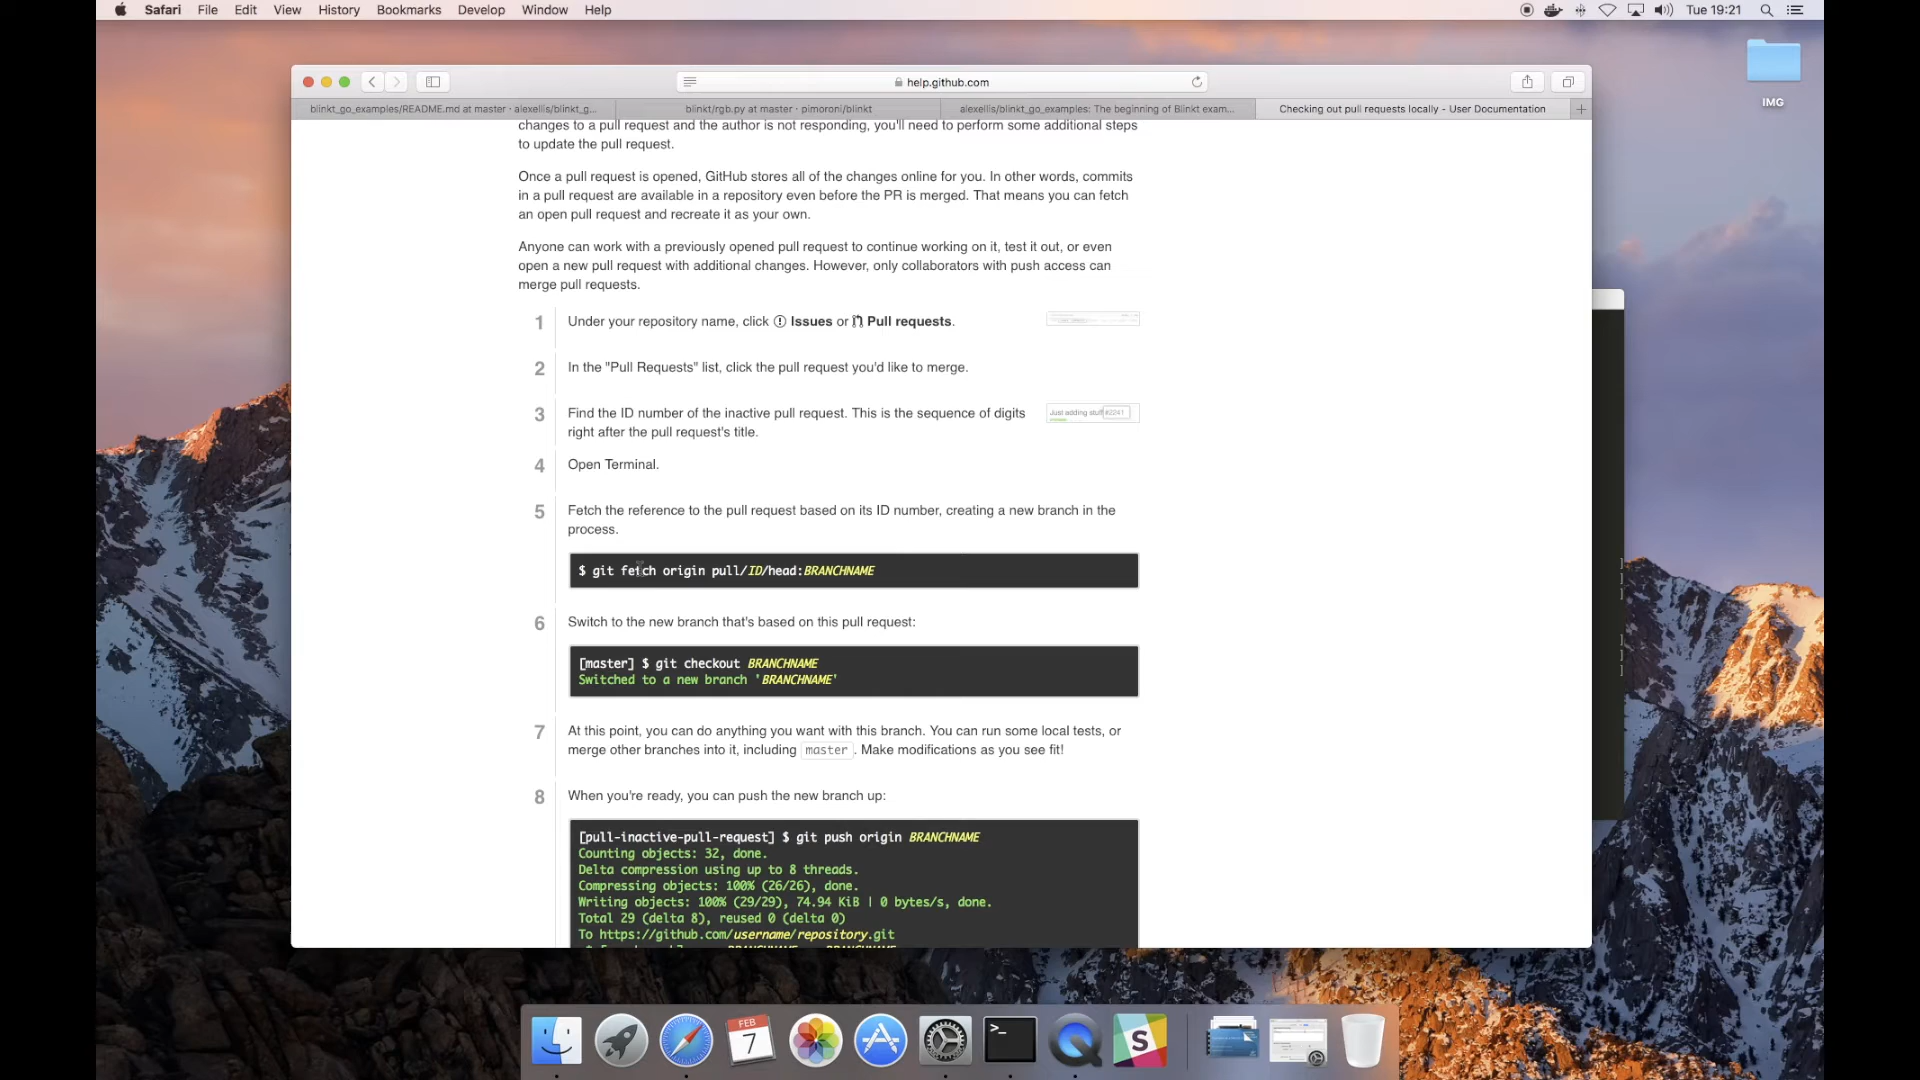 Safari File Edit View History Bookmarks Develop Window Help
Tue 19:21
IMG
help.github.com
blinkt_go_examples/README.md at master · alexellis/blinkt_g...
blinkt/rgb.py at master · pimoroni/blinkt
alexellis/blinkt_go_examples: The beginning of Blinkt exam...
Checking out pull requests locally - User Documentation
changes to a pull request and the author is not responding, you'll need to perform some additional steps
to update the pull request.
Once a pull request is opened, GitHub stores all of the changes online for you. In other words, commits
in a pull request are available in a repository even before the PR is merged. That means you can fetch
an open pull request and recreate it as your own.
Anyone can work with a previously opened pull request to continue working on it, test it out, or even
open a new pull request with additional changes. However, only collaborators with push access can
merge pull requests.
1 Under your repository name, click Issues or Pull requests.
2 In the "Pull Requests" list, click the pull request you'd like to merge.
3 Find the ID number of the inactive pull request. This is the sequence of digits
right after the pull request's title.
Just adding stuff #2241
4 Open Terminal.
5 Fetch the reference to the pull request based on its ID number, creating a new branch in the
process.
$ git fetch origin pull/ID/head:BRANCHNAME
6 Switch to the new branch that's based on this pull request:
[master] $ git checkout BRANCHNAME
Switched to a new branch 'BRANCHNAME'
7 At this point, you can do anything you want with this branch. You can run some local tests, or
merge other branches into it, including master. Make modifications as you see fit!
8 When you're ready, you can push the new branch up:
[pull-inactive-pull-request] $ git push origin BRANCHNAME
Counting objects: 32, done.
Delta compression using up to 8 threads.
Compressing objects: 100% (26/26), done.
Writing objects: 100% (29/29), 74.94 KiB | 0 bytes/s, done.
Total 29 (delta 8), reused 0 (delta 0)
To https://github.com/username/repository.git
FEB
7
>_
S